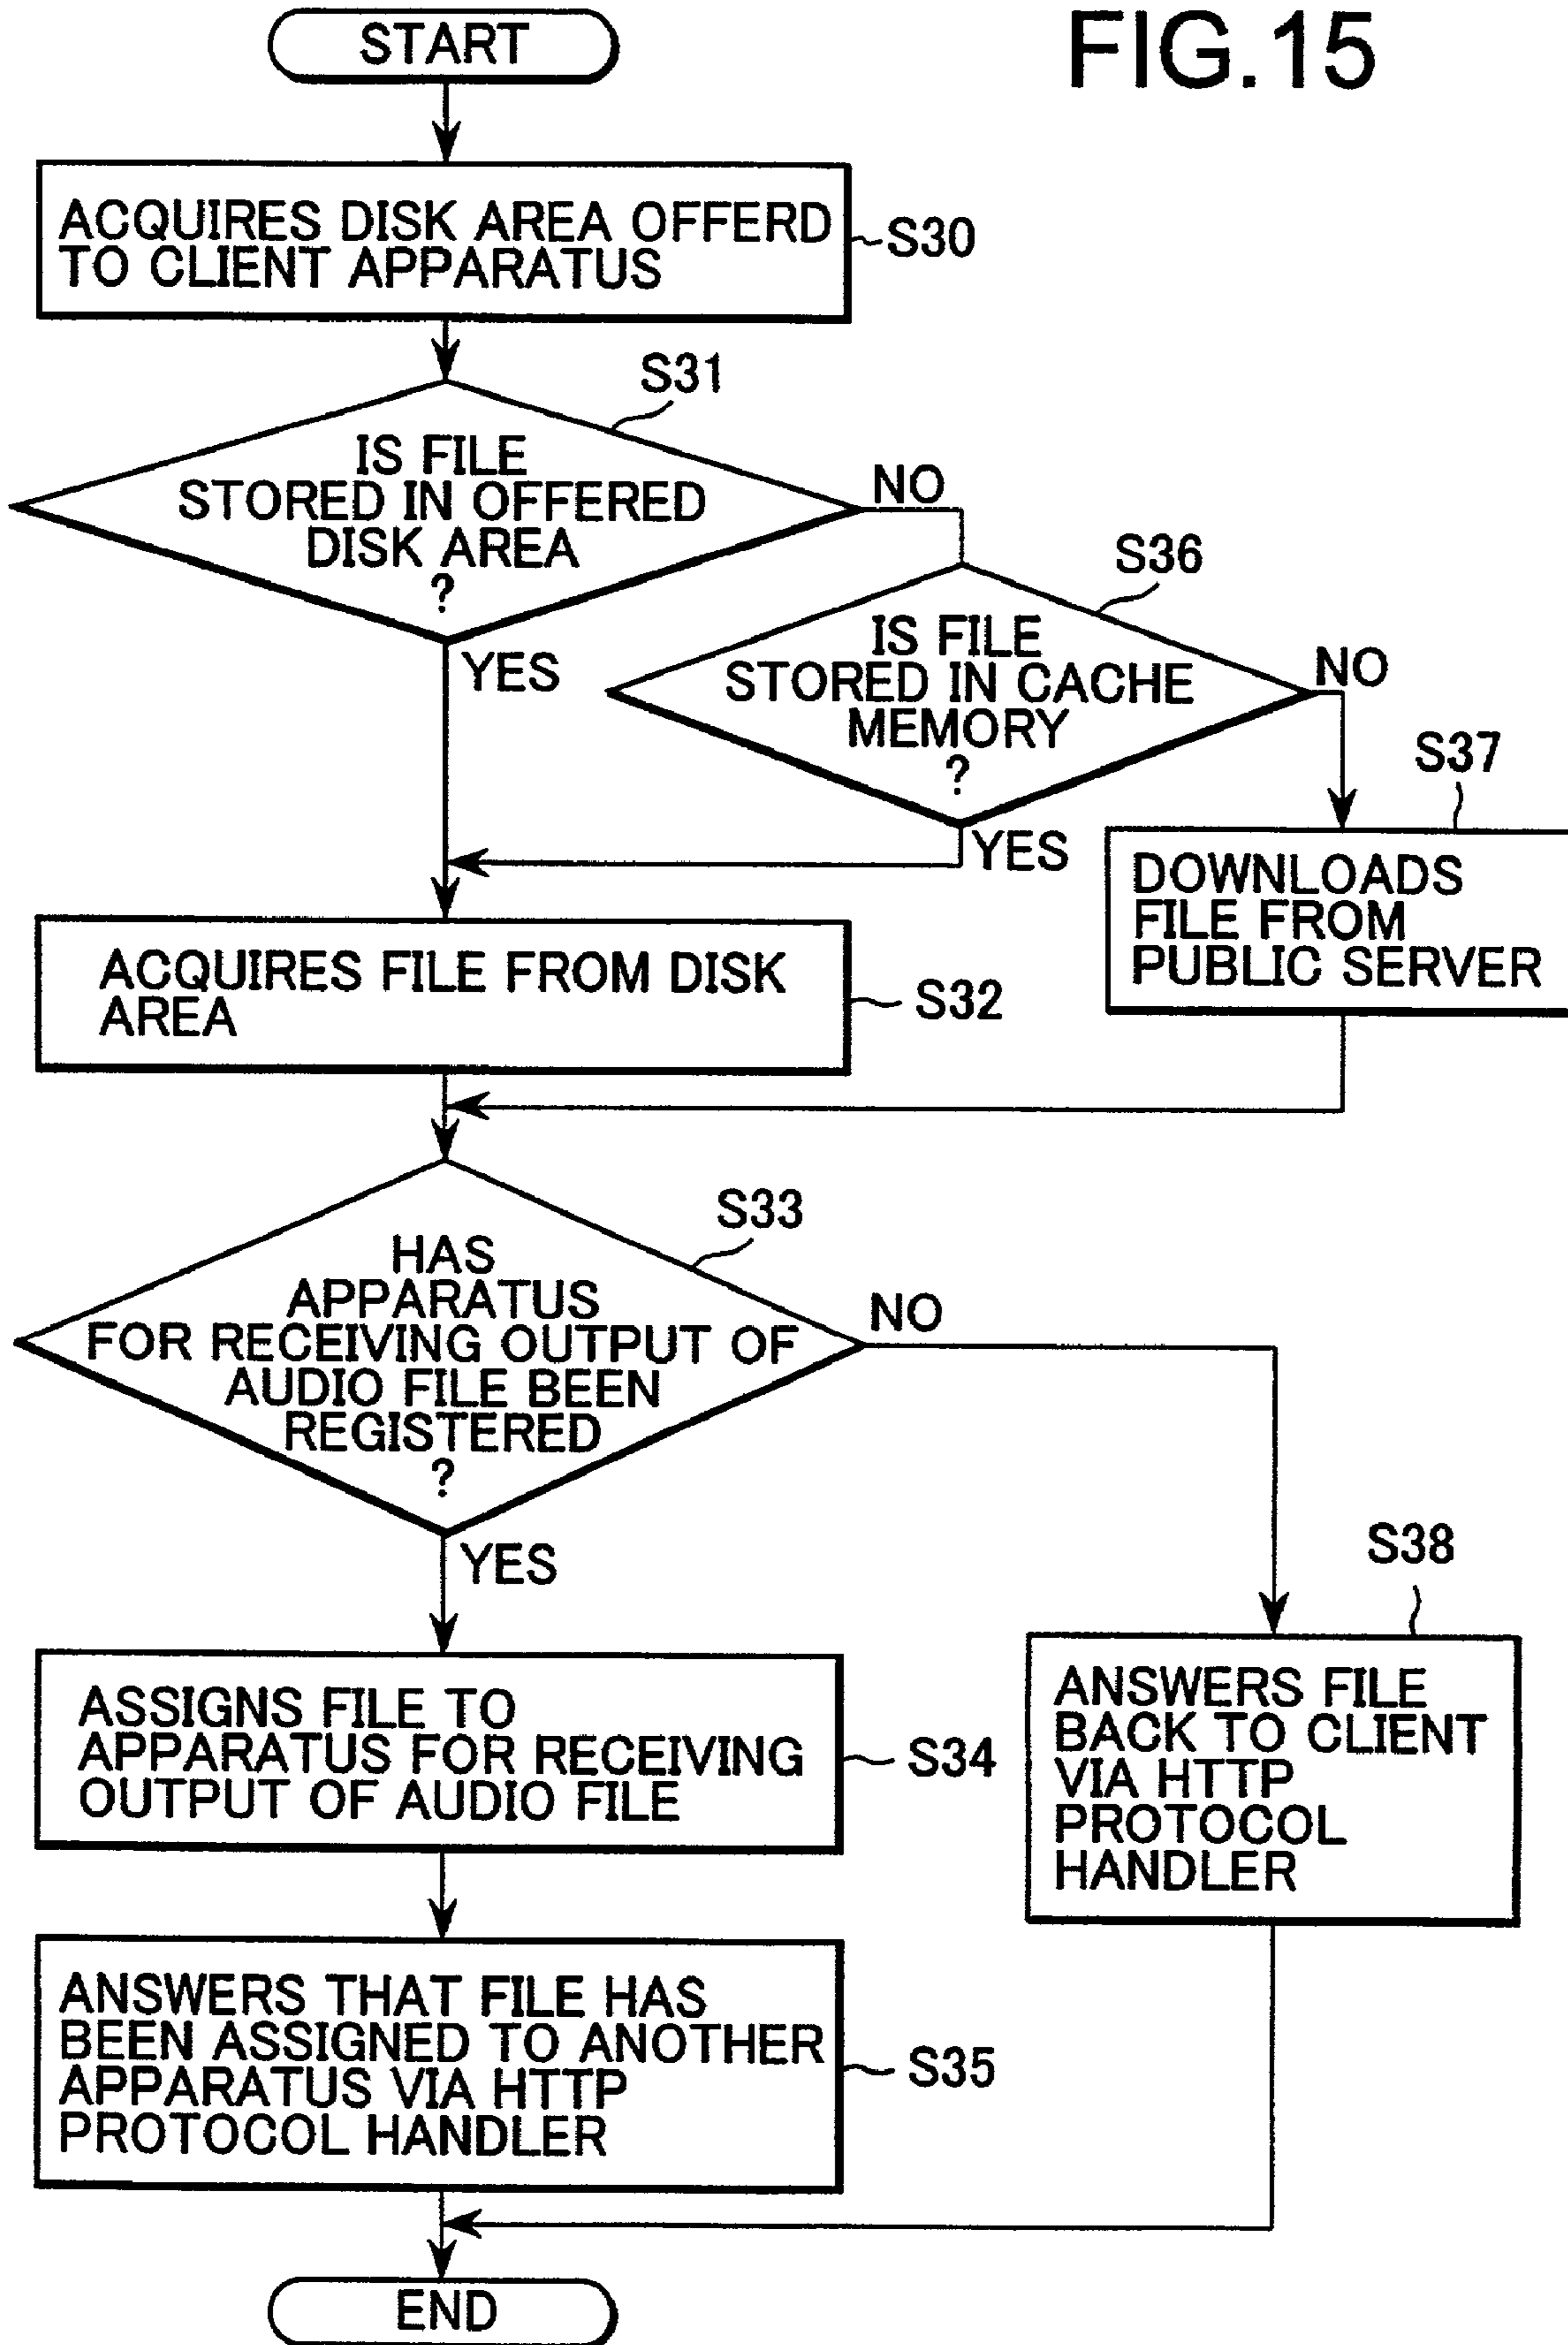 FIG.15
START
ACQUIRES DISK AREA OFFERD
TO CLIENT APPARATUS
S30
S31
IS FILE
STORED IN OFFERED
DISK AREA
?
NO
YES
S36
IS FILE
STORED IN CACHE
MEMORY
?
NO
YES
S37
DOWNLOADS
FILE FROM
PUBLIC SERVER
ACQUIRES FILE FROM DISK
AREA
S32
S33
HAS
APPARATUS
FOR RECEIVING OUTPUT OF
AUDIO FILE BEEN
REGISTERED
?
NO
YES
S38
ASSIGNS FILE TO
APPARATUS FOR RECEIVING
OUTPUT OF AUDIO FILE
S34
ANSWERS FILE
BACK TO CLIENT
VIA HTTP
PROTOCOL
HANDLER
ANSWERS THAT FILE HAS
BEEN ASSIGNED TO ANOTHER
APPARATUS VIA HTTP
PROTOCOL HANDLER
S35
END